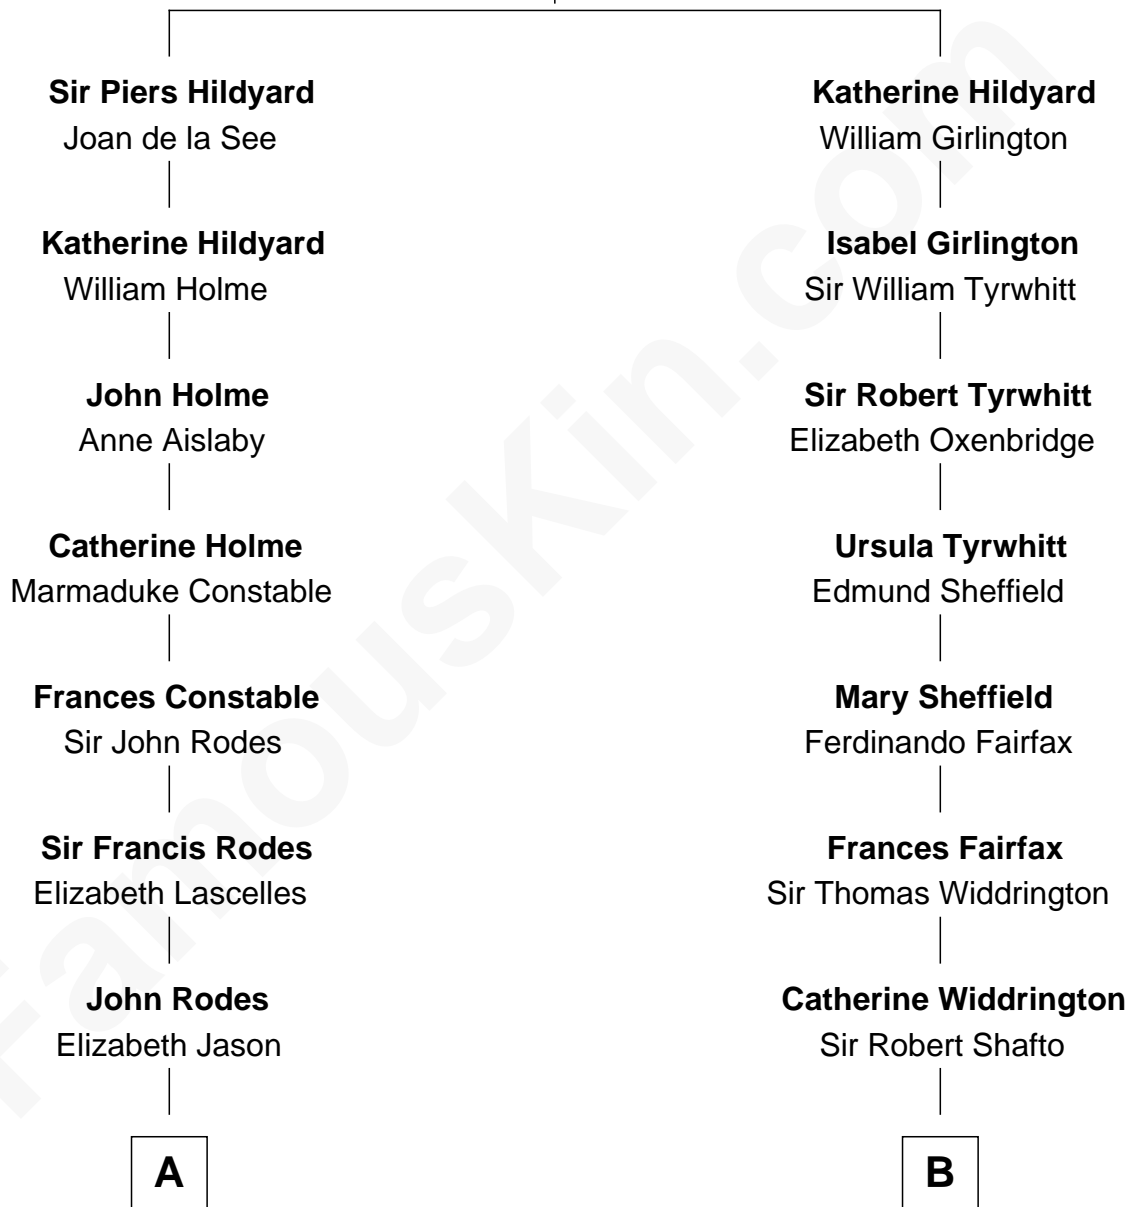 Sir Piers Hildyard
Joan de la See
Katherine Hildyard
William Holme
John Holme
Anne Aislaby
Catherine Holme
Marmaduke Constable
Frances Constable
Sir John Rodes
Sir Francis Rodes
Elizabeth Lascelles
John Rodes
Elizabeth Jason
A
Katherine Hildyard
William Girlington
Isabel Girlington
Sir William Tyrwhitt
Sir Robert Tyrwhitt
Elizabeth Oxenbridge
Ursula Tyrwhitt
Edmund Sheffield
Mary Sheffield
Ferdinando Fairfax
Frances Fairfax
Sir Thomas Widdrington
Catherine Widdrington
Sir Robert Shafto
B
FamousKin.com